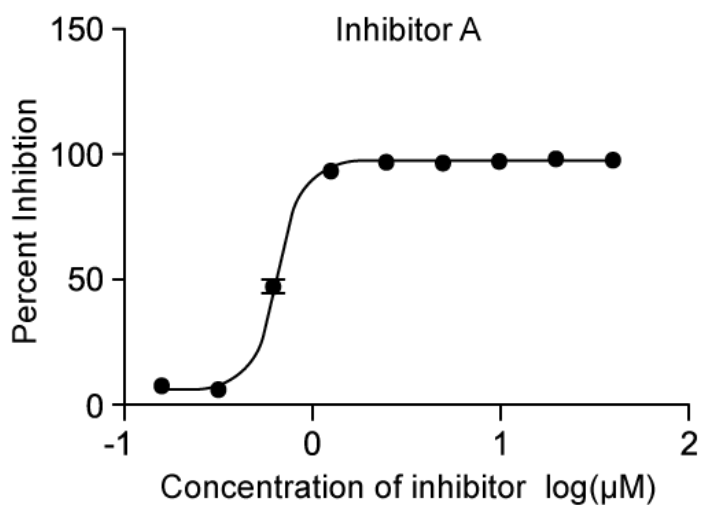 Inhibitor A
150
100
50
0
Percent Inhibtion
-1 0 1 2
Concentration of inhibitor log(μM)